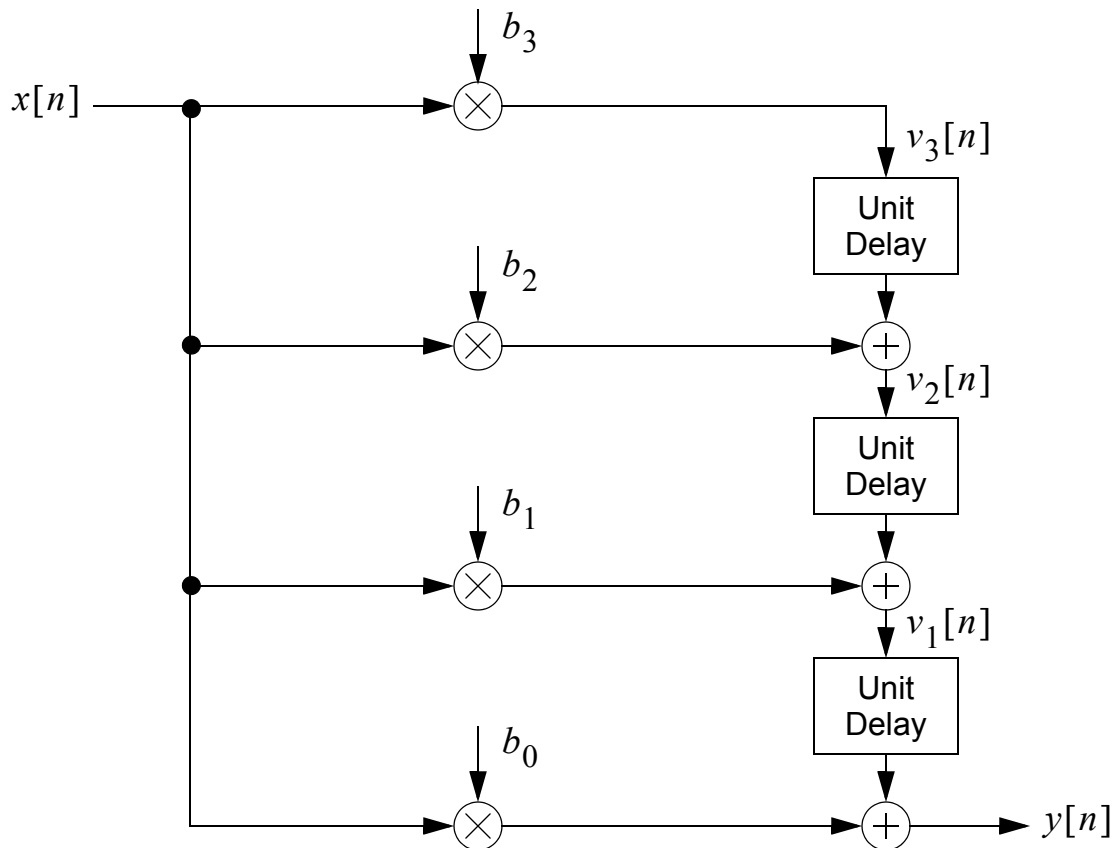 b₃
x[n]
v₃[n]
Unit
Delay
b₂
v₂[n]
Unit
Delay
b₁
v₁[n]
Unit
Delay
b₀
y[n]